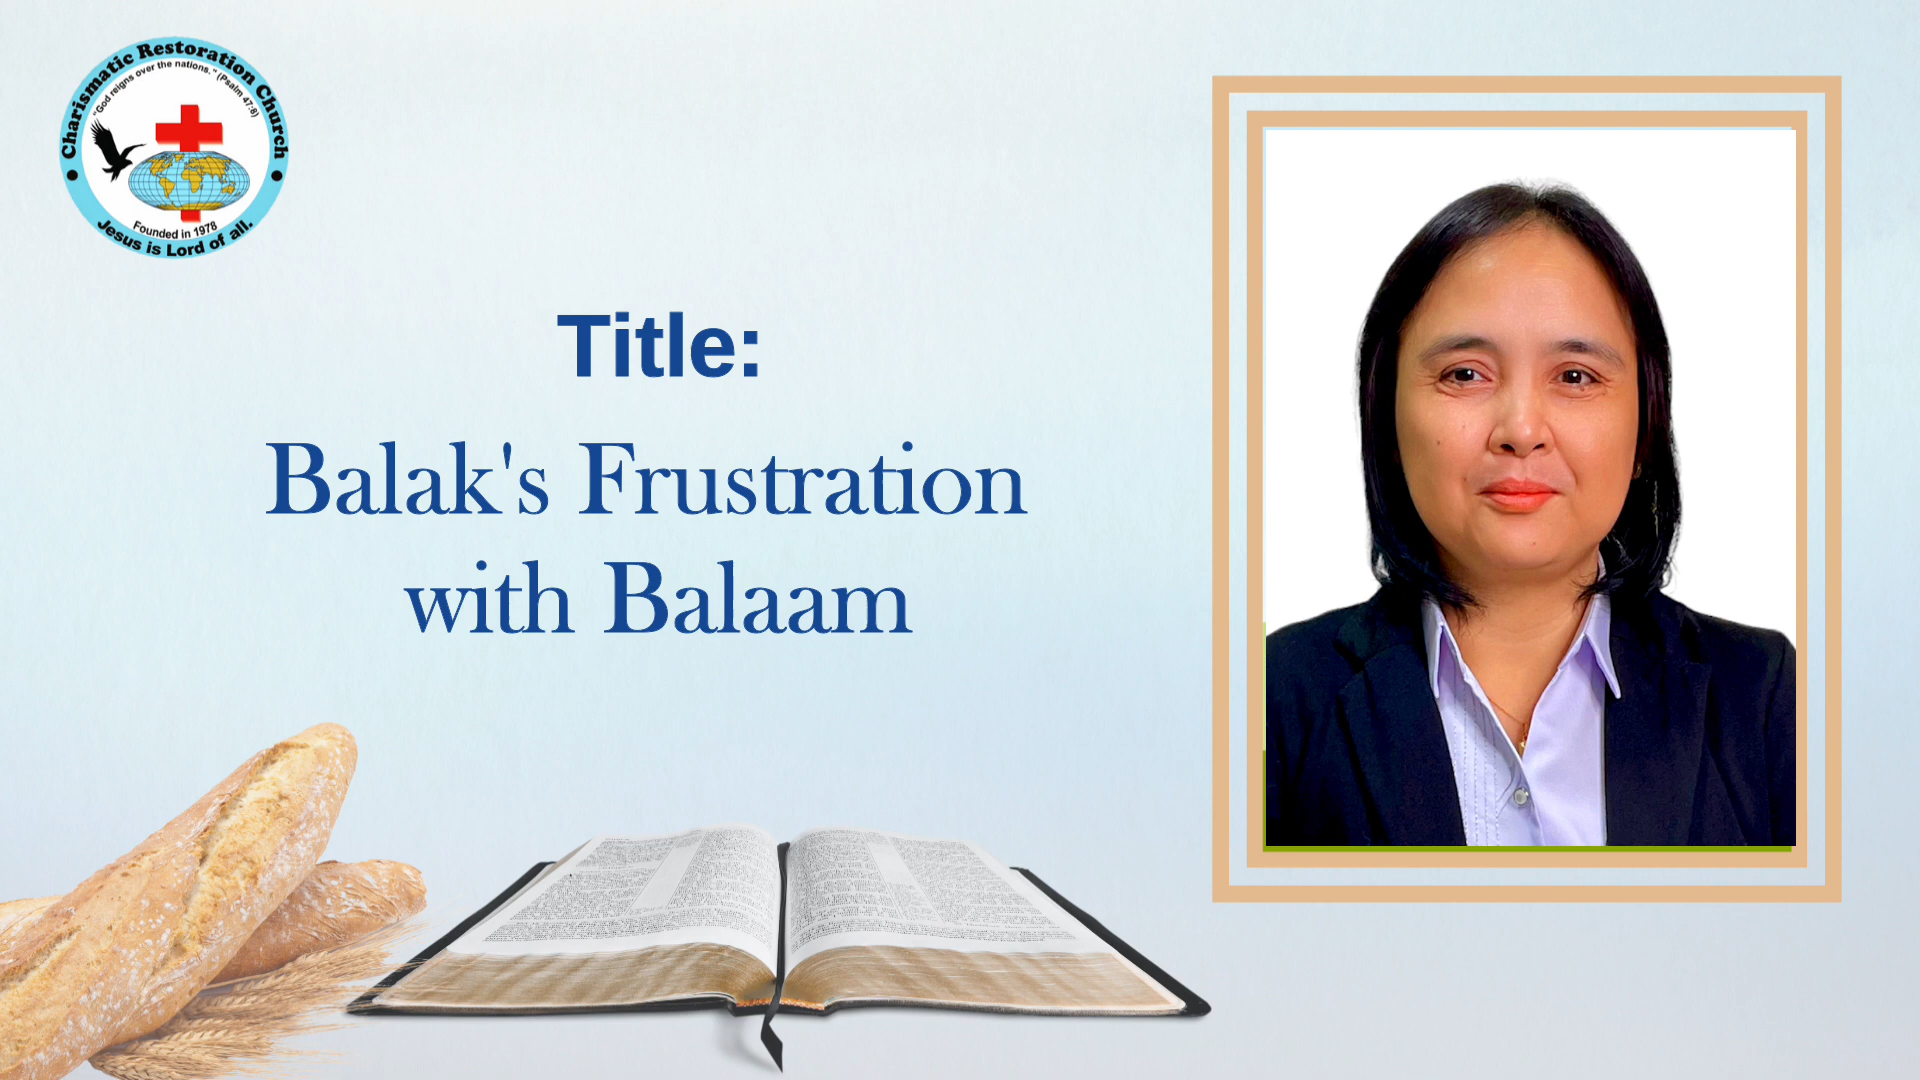 Charismatic Restoration Church
"God reigns over the nations." (Psalm 47:8)
Founded in 1978
Jesus is Lord of all.
Title:
Balak's Frustration
with Balaam